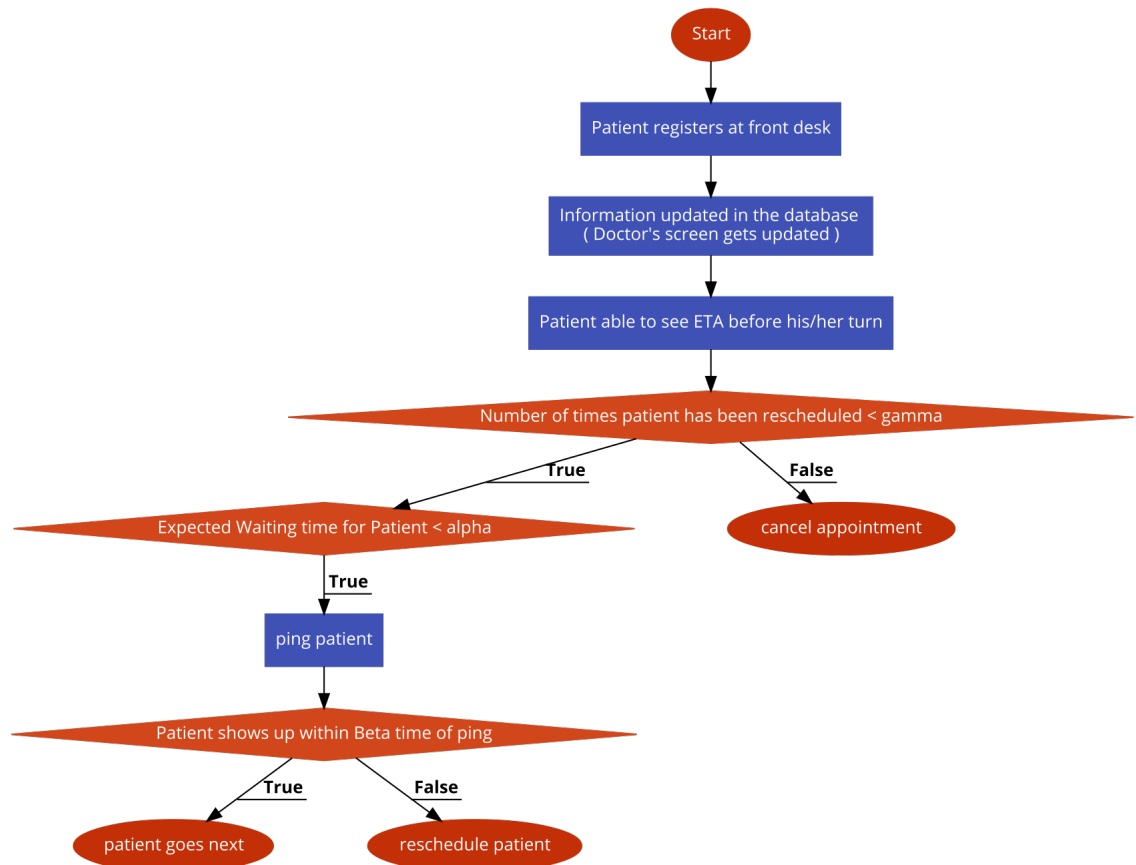 Start
Patient registers at front desk
Information updated in the database
( Doctor's screen gets updated )
Patient able to see ETA before his/her turn
Number of times patient has been rescheduled < gamma
True
False
Expected Waiting time for Patient < alpha
cancel appointment
True
ping patient
Patient shows up within Beta time of ping
True
False
patient goes next
reschedule patient